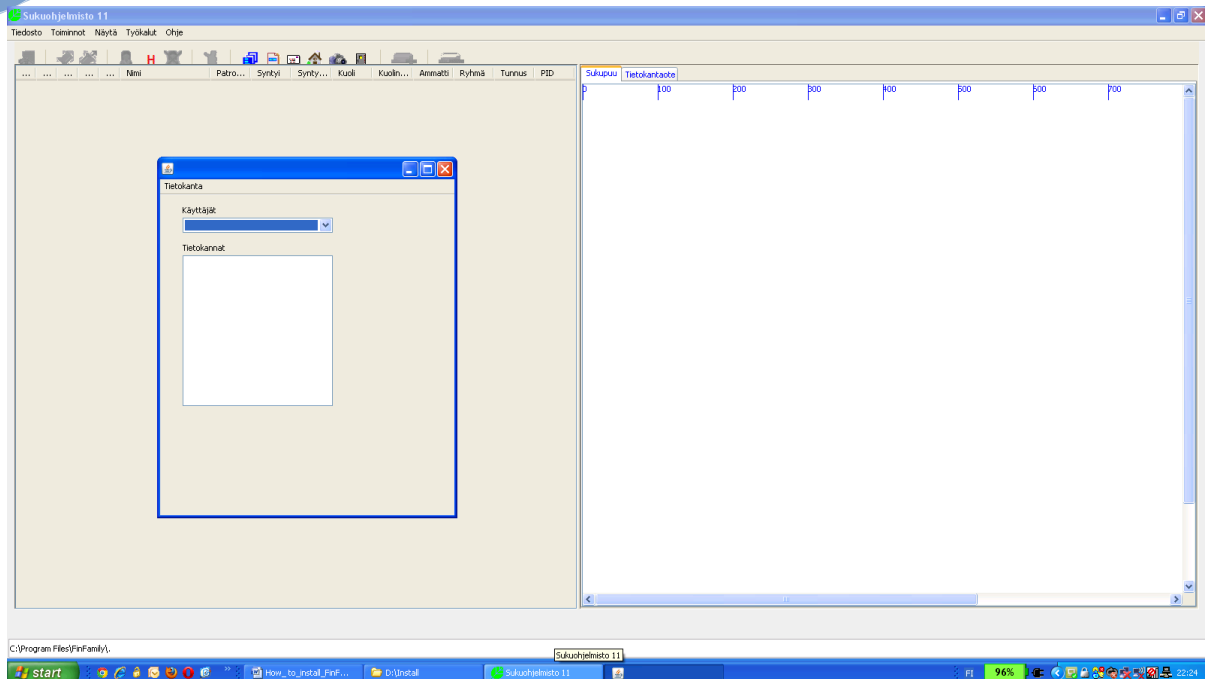 Sukuohjelmisto 11
Tiedosto Toiminnot Näytä Työkalut Ohje
H
... ... ... ... ... Nimi Patro... Syntyi Synty... Kuoli Kuolin... Ammatti Ryhmä Tunnus PID
Sukupuu Tietokantaote
0 100 200 300 400 500 600 700
Tietokanta
Käyttäjät
Tietokannat
C:\Program Files\FinFamily\.
Sukuohjelmisto 11
start How_to_install_FinF... D:\Install Sukuohjelmisto 11 FI 96% 22:24